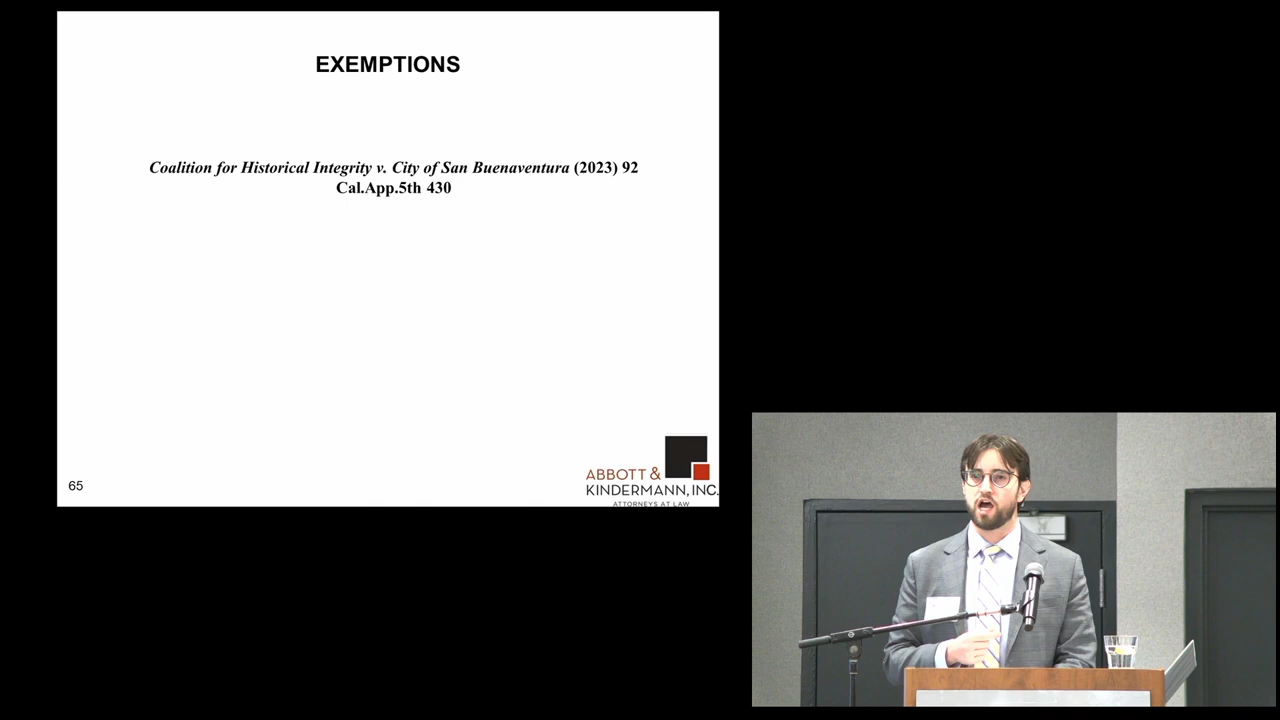 EXEMPTIONS
Coalition for Historical Integrity v. City of San Buenaventura (2023) 92
Cal.App.5th 430
65
ABBOTT &
KINDERMANN, INC.
ATTORNEYS AT LAW